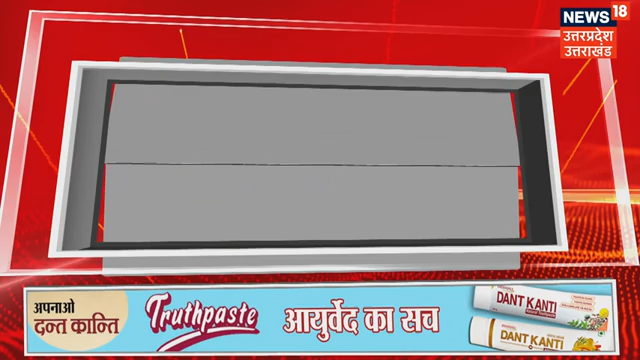 NEWS 18
उत्तरप्रदेश
उत्तराखंड
अपनाओ
दन्त कान्ति
Truthpaste
आयुर्वेद का सच
DANT KANTI
DANT KANTI